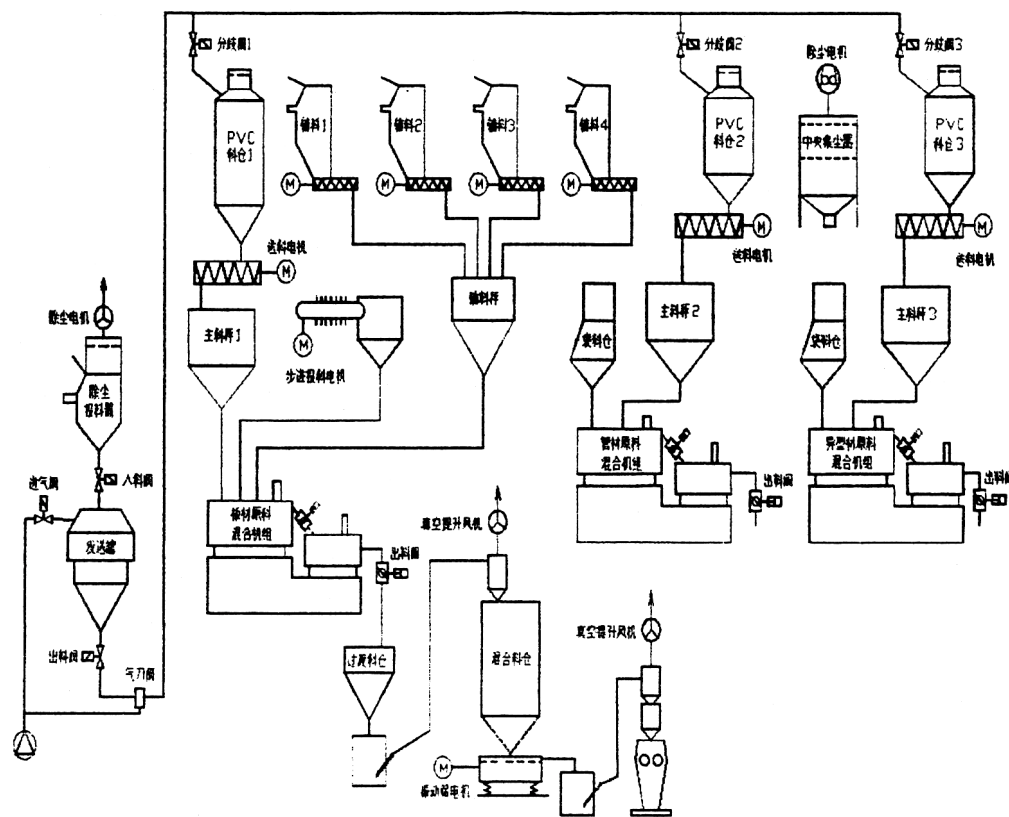 分歧阀1
分歧阀2
分歧阀3
除尘电机
PVC
料仓1
辅料1
辅料2
辅料3
辅料4
PVC
料仓2
中央集尘器
PVC
料仓3
M
M
M
M
送料电机
M
M
送料电机
M
送料电机
除尘电机
主料秤1
M
步进报料电机
辅料秤
废料仓
主料秤2
废料仓
主料秤3
除尘
报料器
进气阀
入料阀
发送罐
出料阀
气刀阀
混合机组
出料阀
管材原料
混合机组
出料阀
异型材原料
混合机组
出料阀
真空提升风机
过渡料仓
混合料仓
真空提升风机
M
振动筛电机